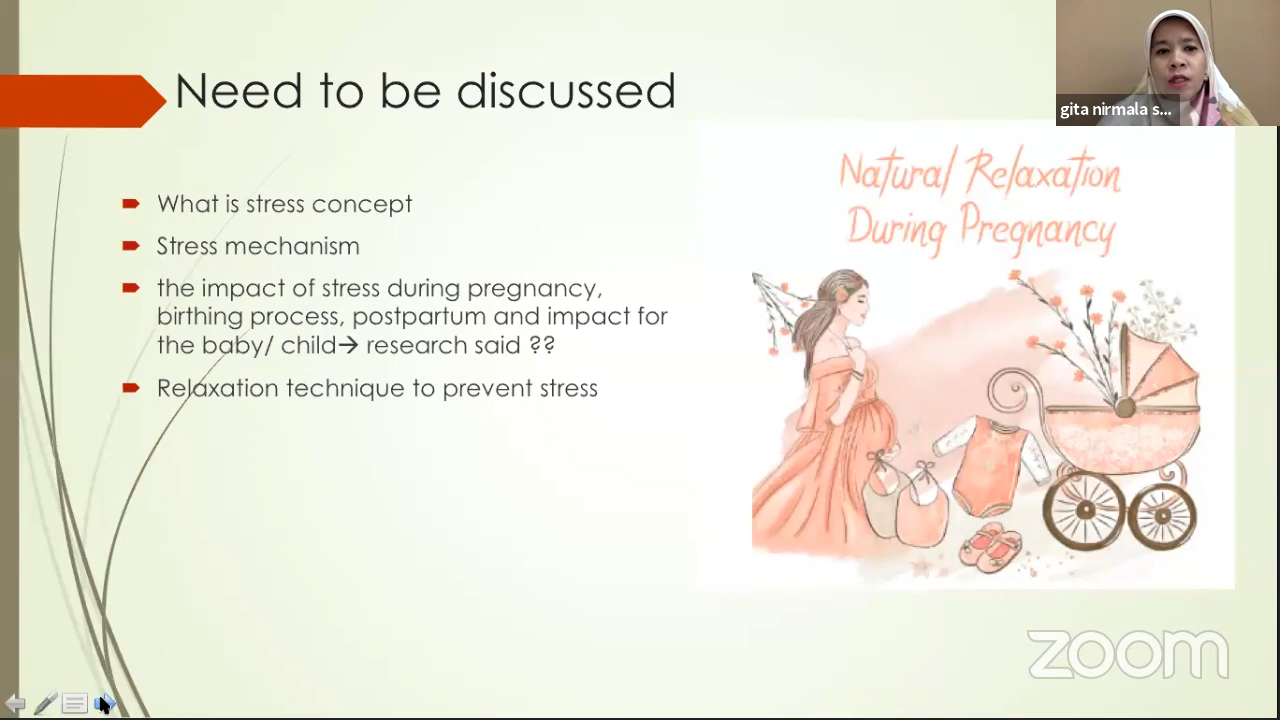 Need to be discussed
gita nirmala s...
Natural Relaxation
During Pregnancy
What is stress concept
Stress mechanism
the impact of stress during pregnancy,
birthing process, postpartum and impact for
the baby/ child→ research said ??
Relaxation technique to prevent stress
zoom